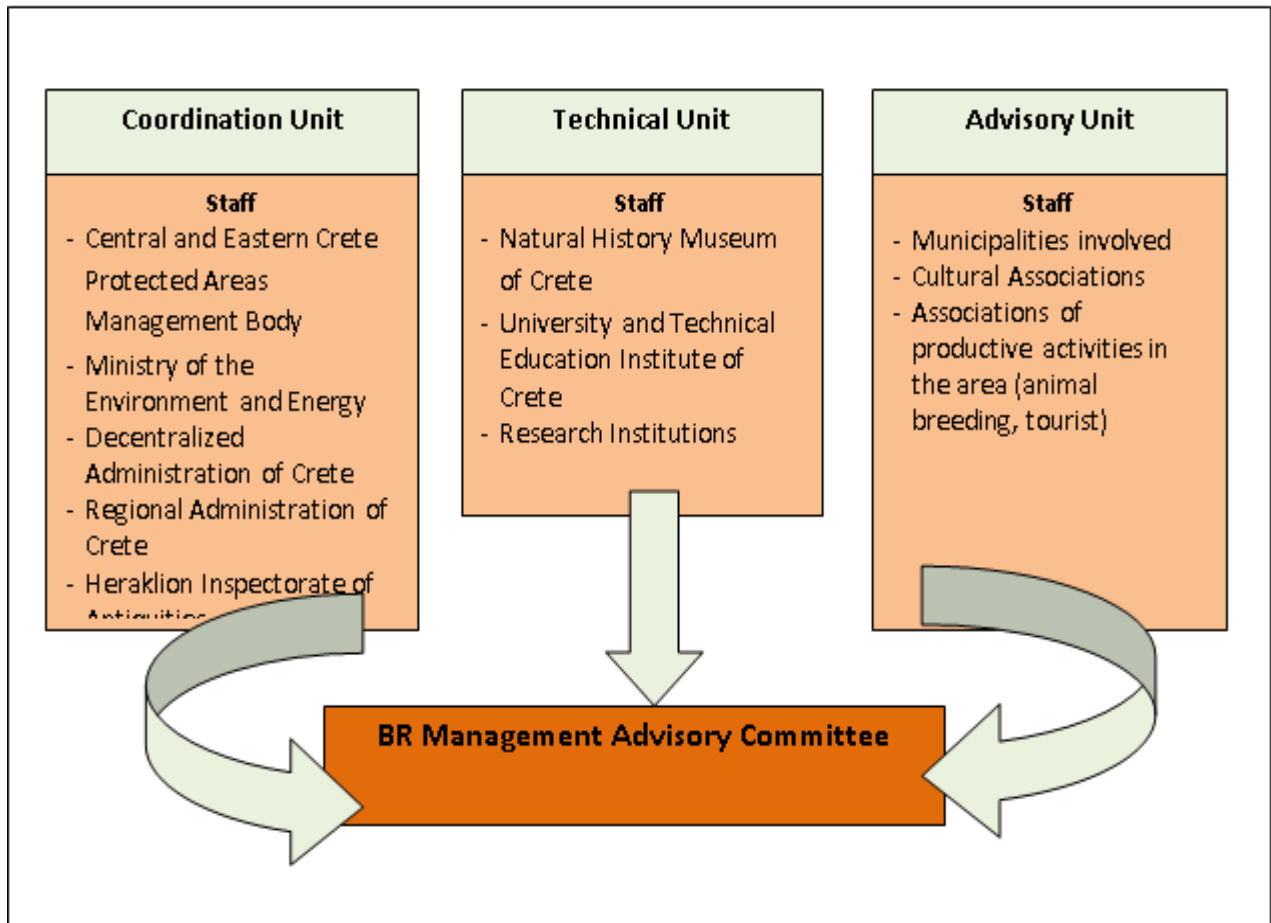 Coordination Unit
Staff
- Central and Eastern Crete
Protected Areas
Management Body
- Ministry of the
Environment and Energy
- Decentralized
Administration of Crete
- Regional Administration of
Crete
- Heraklion Inspectorate of
Antiquities
Technical Unit
Staff
- Natural History Museum
of Crete
- University and Technical
Education Institute of
Crete
- Research Institutions
Advisory Unit
Staff
- Municipalities involved
- Cultural Associations
- Associations of
productive activities in
the area (animal
breeding, tourist)
BR Management Advisory Committee